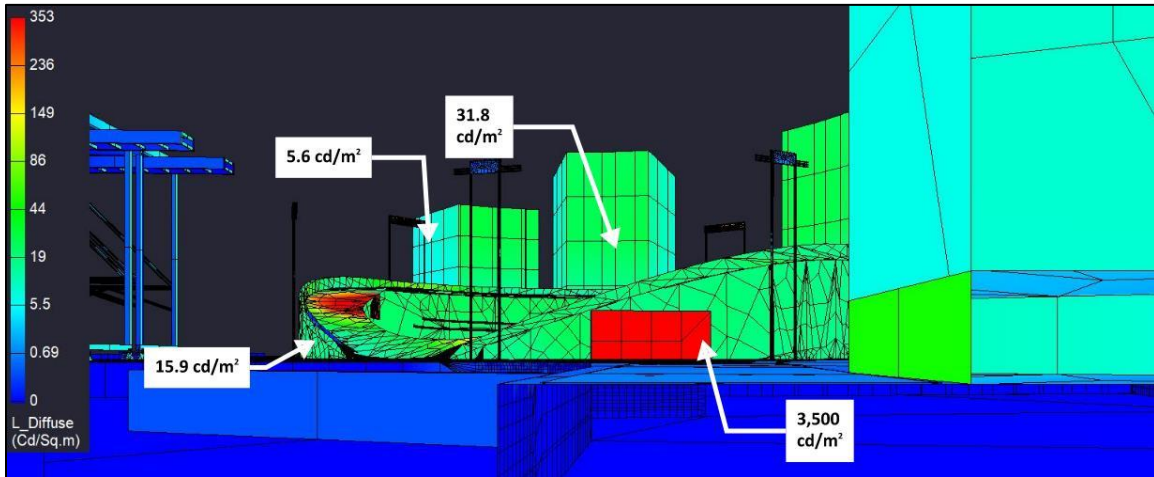 353
236
149
86
44
19
5.5
0.69
0
L_Diffuse
(Cd/Sq.m)
5.6 cd/m²
31.8
cd/m²
15.9 cd/m²
3,500
cd/m²